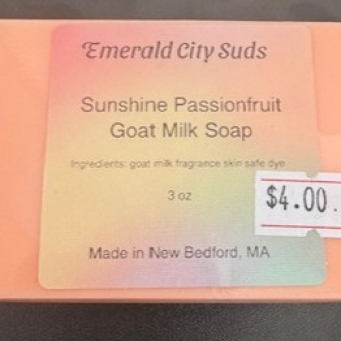 Emerald City Suds
Sunshine Passionfruit
Goat Milk Soap
Ingredients: goat milk fragrance skin safe dye
3 oz
$4.00
Made in New Bedford, MA